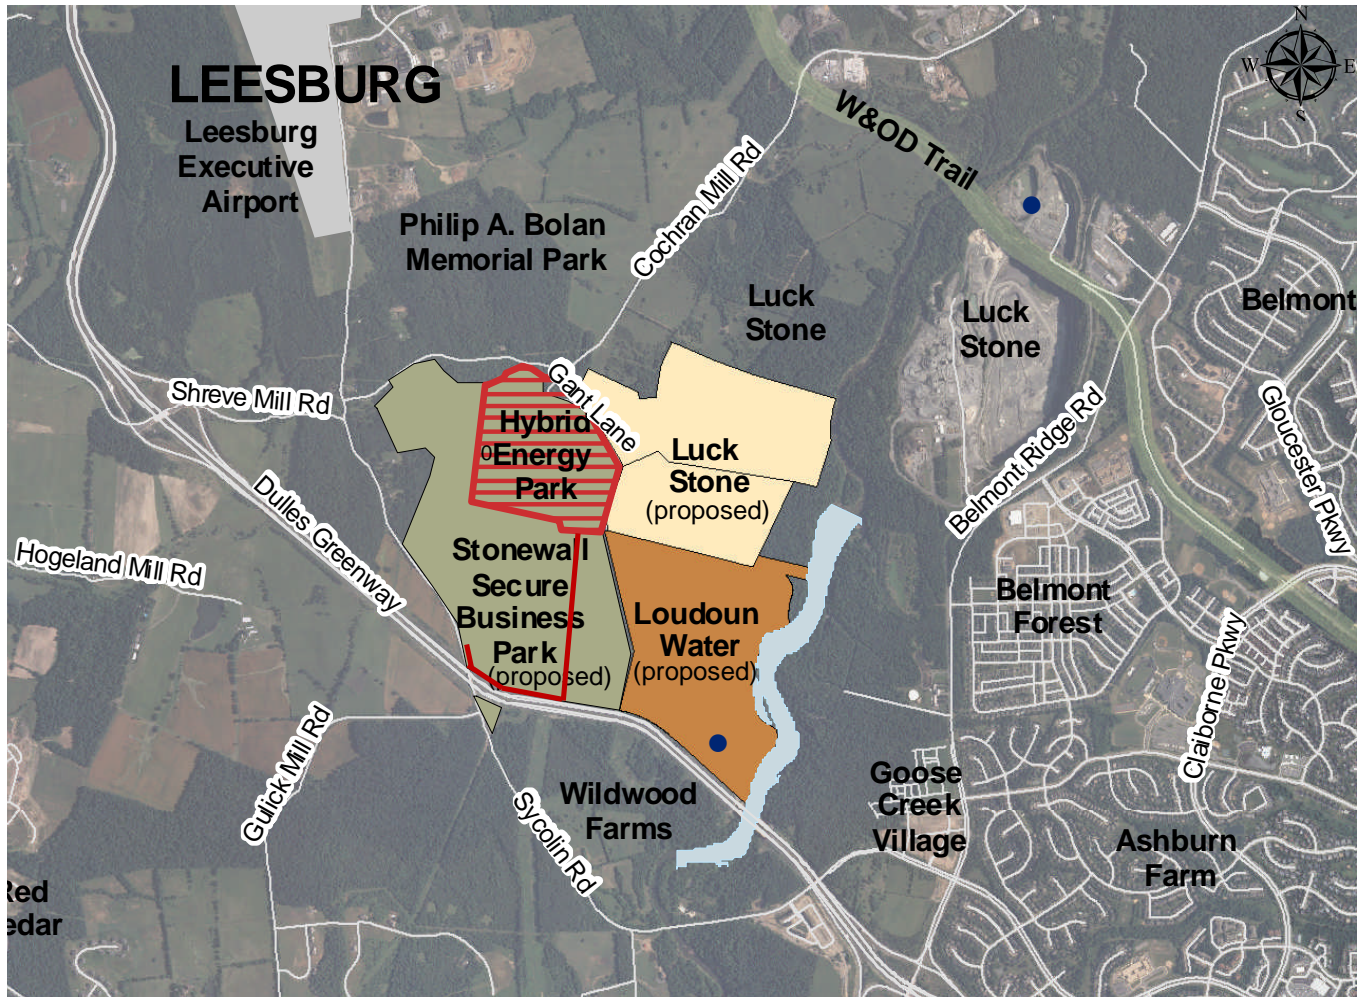 N
W
E
S
LEESBURG
Leesburg
Executive
Airport
W&OD Trail
Cochran Mill Rd
Philip A. Bolan
Memorial Park
Luck
Stone
Luck
Stone
Belmont
Shreve Mill Rd
Gant Lane
Hybrid
0Energy
Park
Luck
Stone
(proposed)
Belmont Ridge Rd
Gloucester Pkwy
Dulles Greenway
Hogeland Mill Rd
Stonewall
Secure
Business
Park
(proposed)
Loudoun
Water
(proposed)
Belmont
Forest
Claiborne Pkwy
Gulick Mill Rd
Sycolin Rd
Wildwood
Farms
Goose
Creek
Village
Ashburn
Farm
Red
edar